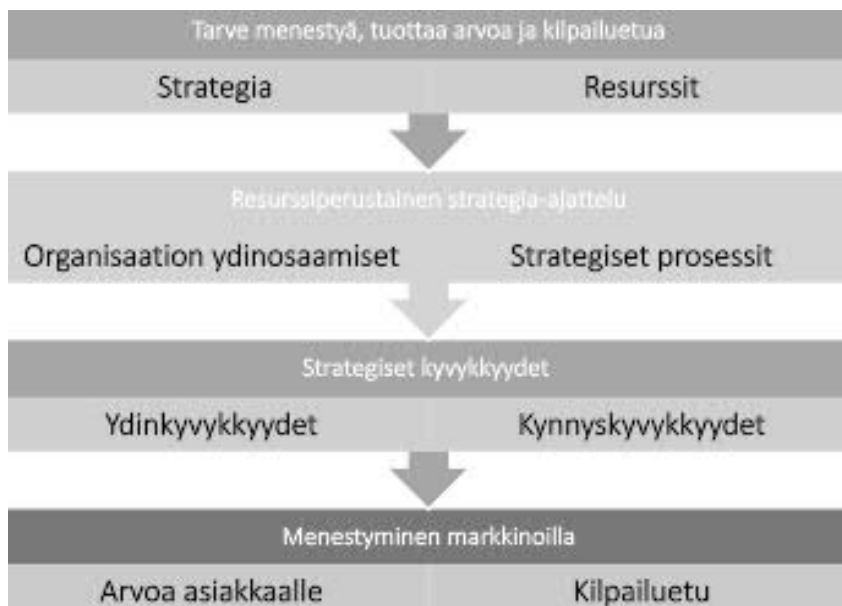 Tarve menestyä, tuottaa arvoa ja kilpailuetua
Strategia Resurssit
Resurssiperustainen strategia-ajattelu
Organisaation ydinosaamiset Strategiset prosessit
Strategiset kyvykkyydet
Ydinkyvykkyydet Kynnyskyvykkyydet
Menestyminen markkinoilla
Arvoa asiakkaalle Kilpailuetu